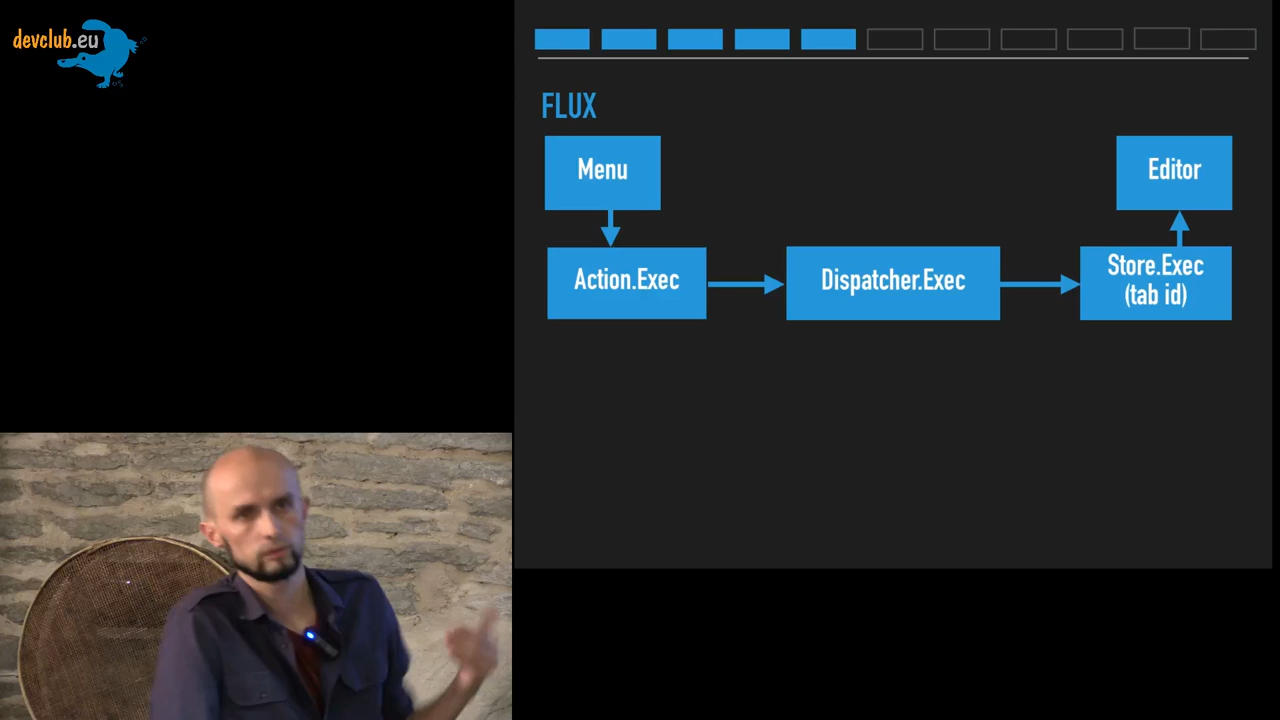 devclub.eu
FLUX
Menu
Editor
Action.Exec
Dispatcher.Exec
Store.Exec
(tab id)